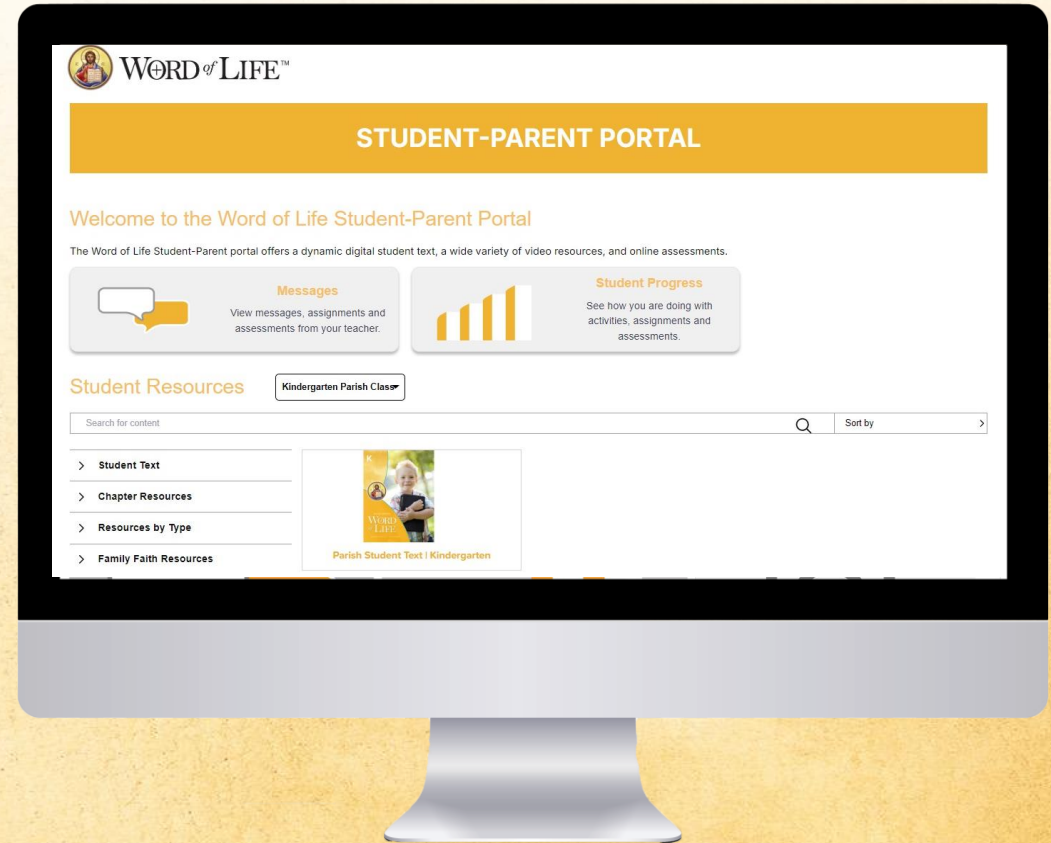 WORD of LIFE™
STUDENT-PARENT PORTAL
Welcome to the Word of Life Student-Parent Portal
The Word of Life Student-Parent portal offers a dynamic digital student text, a wide variety of video resources, and online assessments.
Messages
View messages, assignments and
assessments from your teacher.
Student Progress
See how you are doing with
activities, assignments and
assessments.
Student Resources
Kindergarten Parish Class
Search for content
Sort by
Student Text
Chapter Resources
Resources by Type
Family Faith Resources
K
WORD
of LIFE
Parish Student Text | Kindergarten